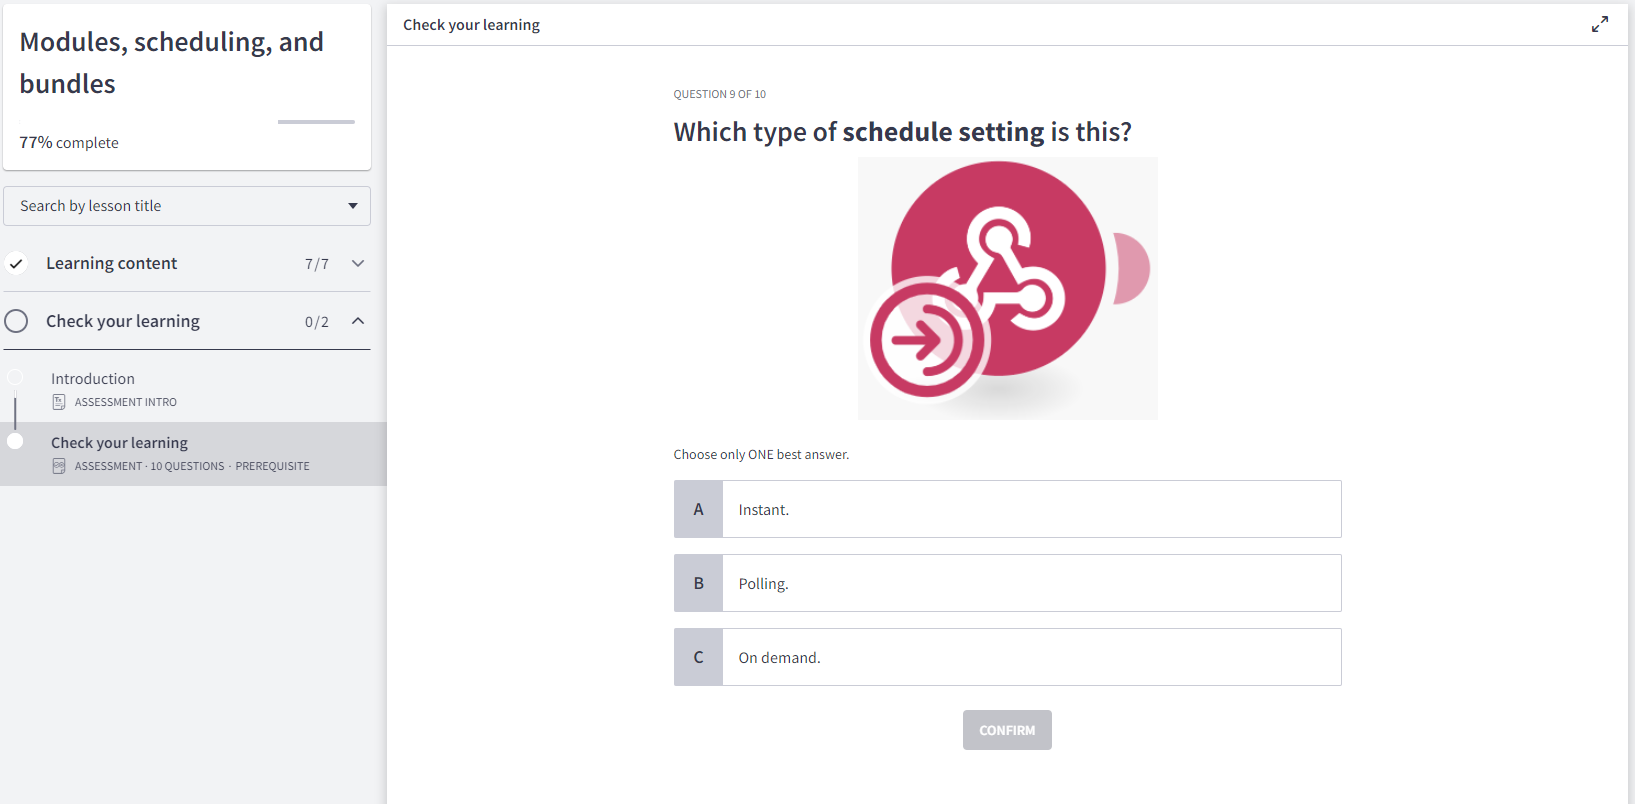 Modules, scheduling, and
bundles
77% complete
Search by lesson title
Learning content 7/7
Check your learning 0/2
Introduction
ASSESSMENT INTRO
Check your learning
ASSESSMENT · 10 QUESTIONS · PREREQUISITE
Check your learning
QUESTION 9 OF 10
Which type of schedule setting is this?
Choose only ONE best answer.
A Instant.
B Polling.
C On demand.
CONFIRM